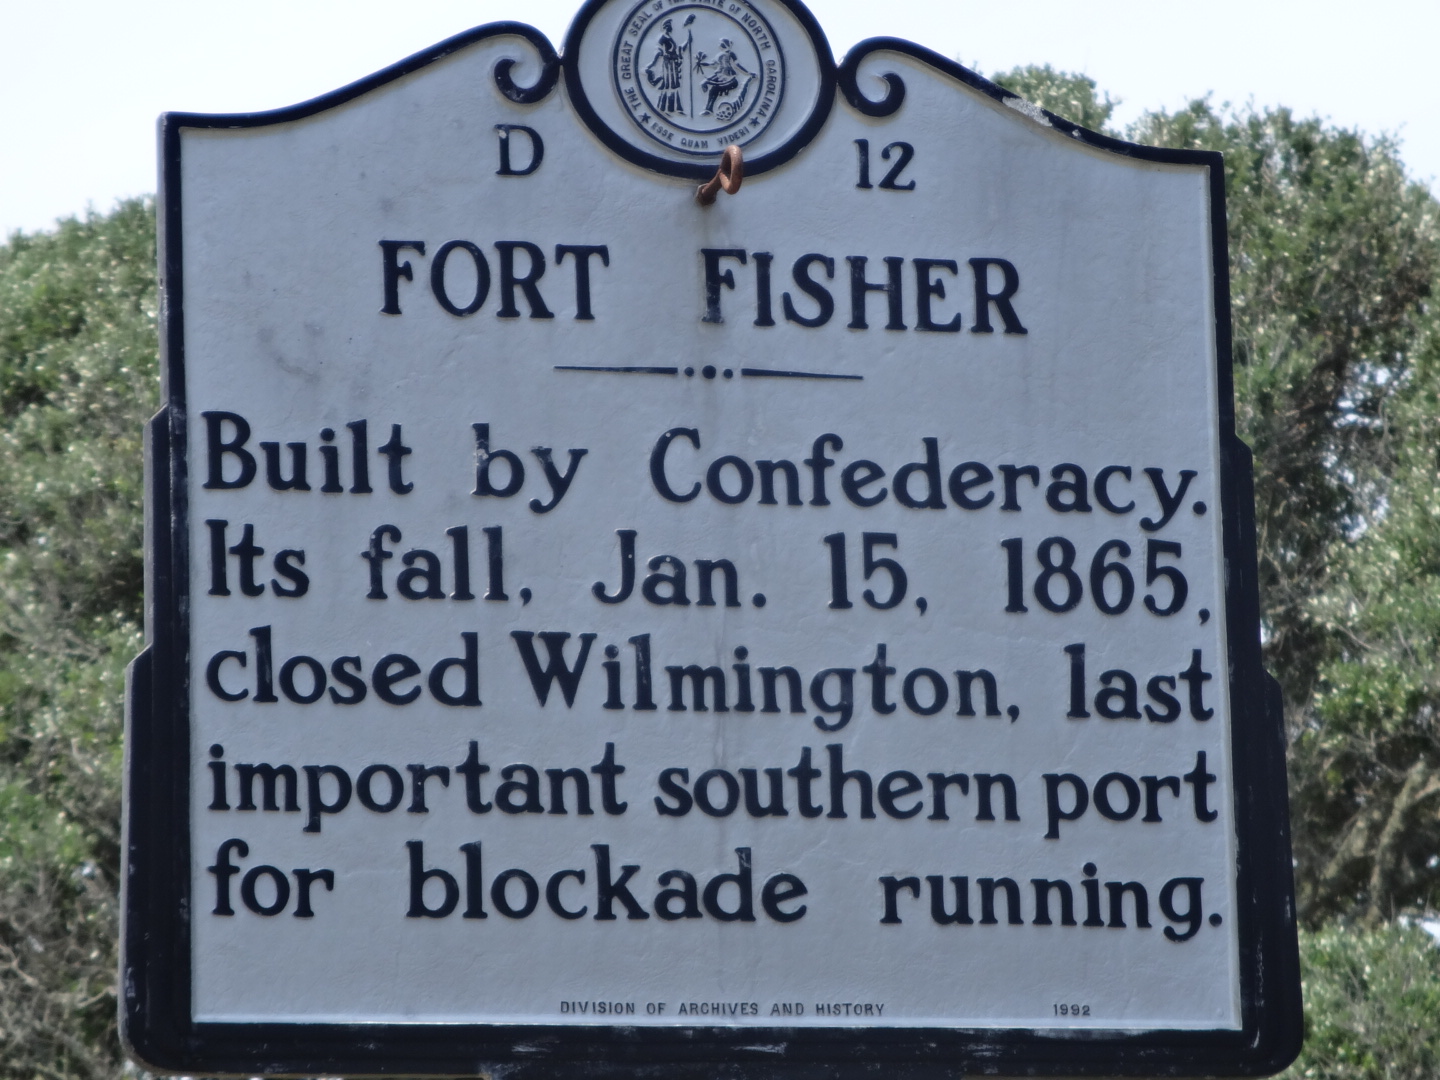 THE GREAT SEAL OF THE STATE OF NORTH CAROLINA
★ ESSE QUAM VIDERI ★
D 12
FORT FISHER
Built by Confederacy.
Its fall, Jan. 15, 1865,
closed Wilmington, last
important southern port
for blockade running.
DIVISION OF ARCHIVES AND HISTORY 1992